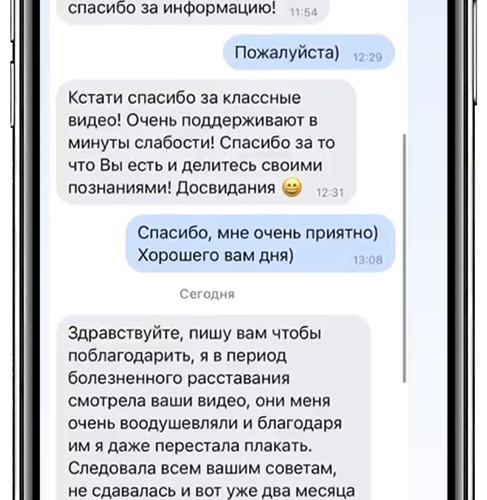 спасибо за информацию! 11:54
Пожалуйста) 12:29
Кстати спасибо за классные
видео! Очень поддерживают в
минуты слабости! Спасибо за то
что Вы есть и делитесь своими
познаниями! Досвидания 😄 12:31
Спасибо, мне очень приятно)
Хорошего вам дня) 13:08
Сегодня
Здравствуйте, пишу вам чтобы
поблагодарить, я в период
болезненного расставания
смотрела ваши видео, они меня
очень воодушевляли и благодаря
им я даже перестала плакать.
Следовала всем вашим советам,
не сдавалась и вот уже два месяца